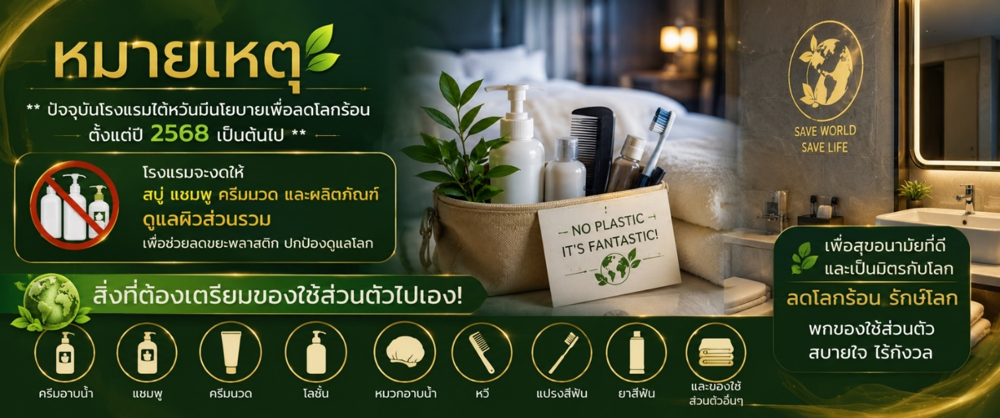 หมายเหตุ
** ปัจจุบันโรงแรมไต้หวันมีนโยบายเพื่อลดโลกร้อน
ตั้งแต่ปี 2568 เป็นต้นไป **
โรงแรมจะงดให้
สบู่ แชมพู ครีมนวด และผลิตภัณฑ์
ดูแลผิวส่วนรวม
เพื่อช่วยลดขยะพลาสติก ปกป้องดูแลโลก
NO PLASTIC
IT'S FANTASTIC!
SAVE WORLD
SAVE LIFE
สิ่งที่ต้องเตรียมของใช้ส่วนตัวไปเอง!
ครีมอาบน้ำ
แชมพู
ครีมนวด
โลชั่น
หมวกอาบน้ำ
หวี
แปรงสีฟัน
ยาสีฟัน
และของใช้
ส่วนตัวอื่นๆ
เพื่อสุขอนามัยที่ดี
และเป็นมิตรกับโลก
ลดโลกร้อน รักษ์โลก
พกของใช้ส่วนตัว
สบายใจ ไร้กังวล